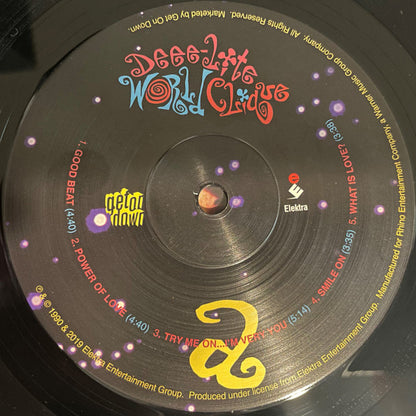 Deee-Lite
World Clique
1. GOOD BEAT (4:40)
2. POWER OF LOVE (4:40)
3. TRY ME ON...I'M VERY YOU (5:14)
4. SMILE ON (3:35)
5. WHAT IS LOVE? (3:38)
get on
down
e
Elektra
a
℗ & © 1990 & 2019 Elektra Entertainment Group. Produced under license from Elektra Entertainment Group. Manufactured for Rhino Entertainment Company, a Warner Music Group Company. All Rights Reserved. Marketed by Get On Down.